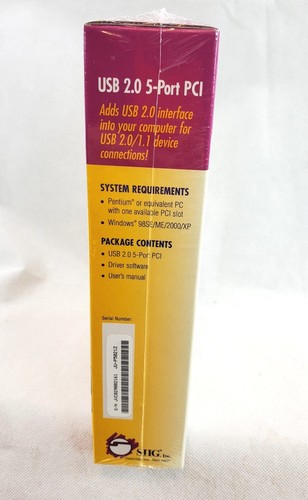 USB 2.0 5-Port PCI
Adds USB 2.0 interface
into your computer for
USB 2.0/1.1 device
connections!
SYSTEM REQUIREMENTS
• Pentium® or equivalent PC
with one available PCI slot
• Windows® 98SE/ME/2000/XP
PACKAGE CONTENTS
• USB 2.0 5-Port PCI
• Driver software
• User's manual
Serial Number:
JU-P50212
SIIG, Inc.